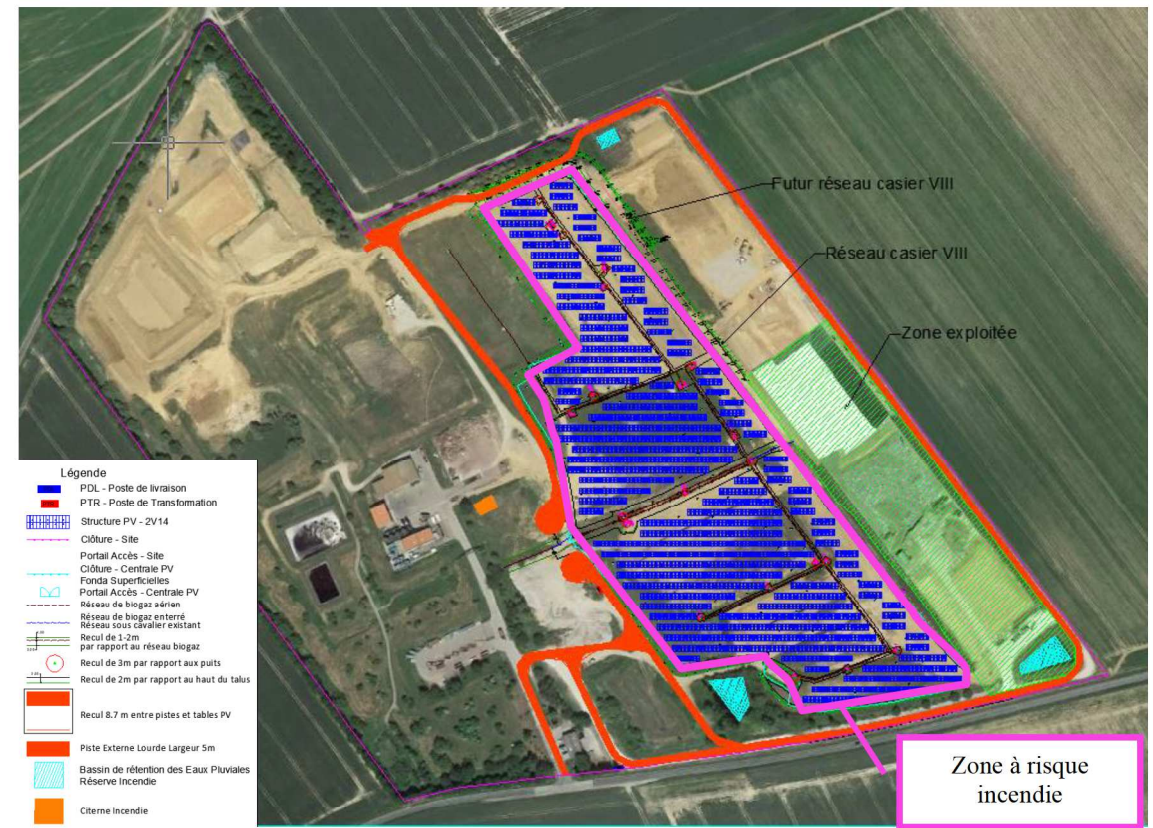 Futur réseau casier VIII
Réseau casier VIII
Zone exploitée
Légende
PDL - Poste de livraison
PTR - Poste de Transformation
Structure PV - 2V14
Clôture - Site
Portail Accès - Site
Clôture - Centrale PV
Fonda Superficielles
Portail Accès - Centrale PV
Réseau de biogaz aérien
Réseau de biogaz enterré
Réseau sous cavalier existant
Recul de 1-2m
par rapport au réseau biogaz
Recul de 3m par rapport aux puits
Recul de 2m par rapport au haut du talus
Recul 8.7 m entre pistes et tables PV
Piste Externe Lourde Largeur 5m
Bassin de rétention des Eaux Pluviales
Réserve Incendie
Citerne Incendie
Zone à risque
incendie